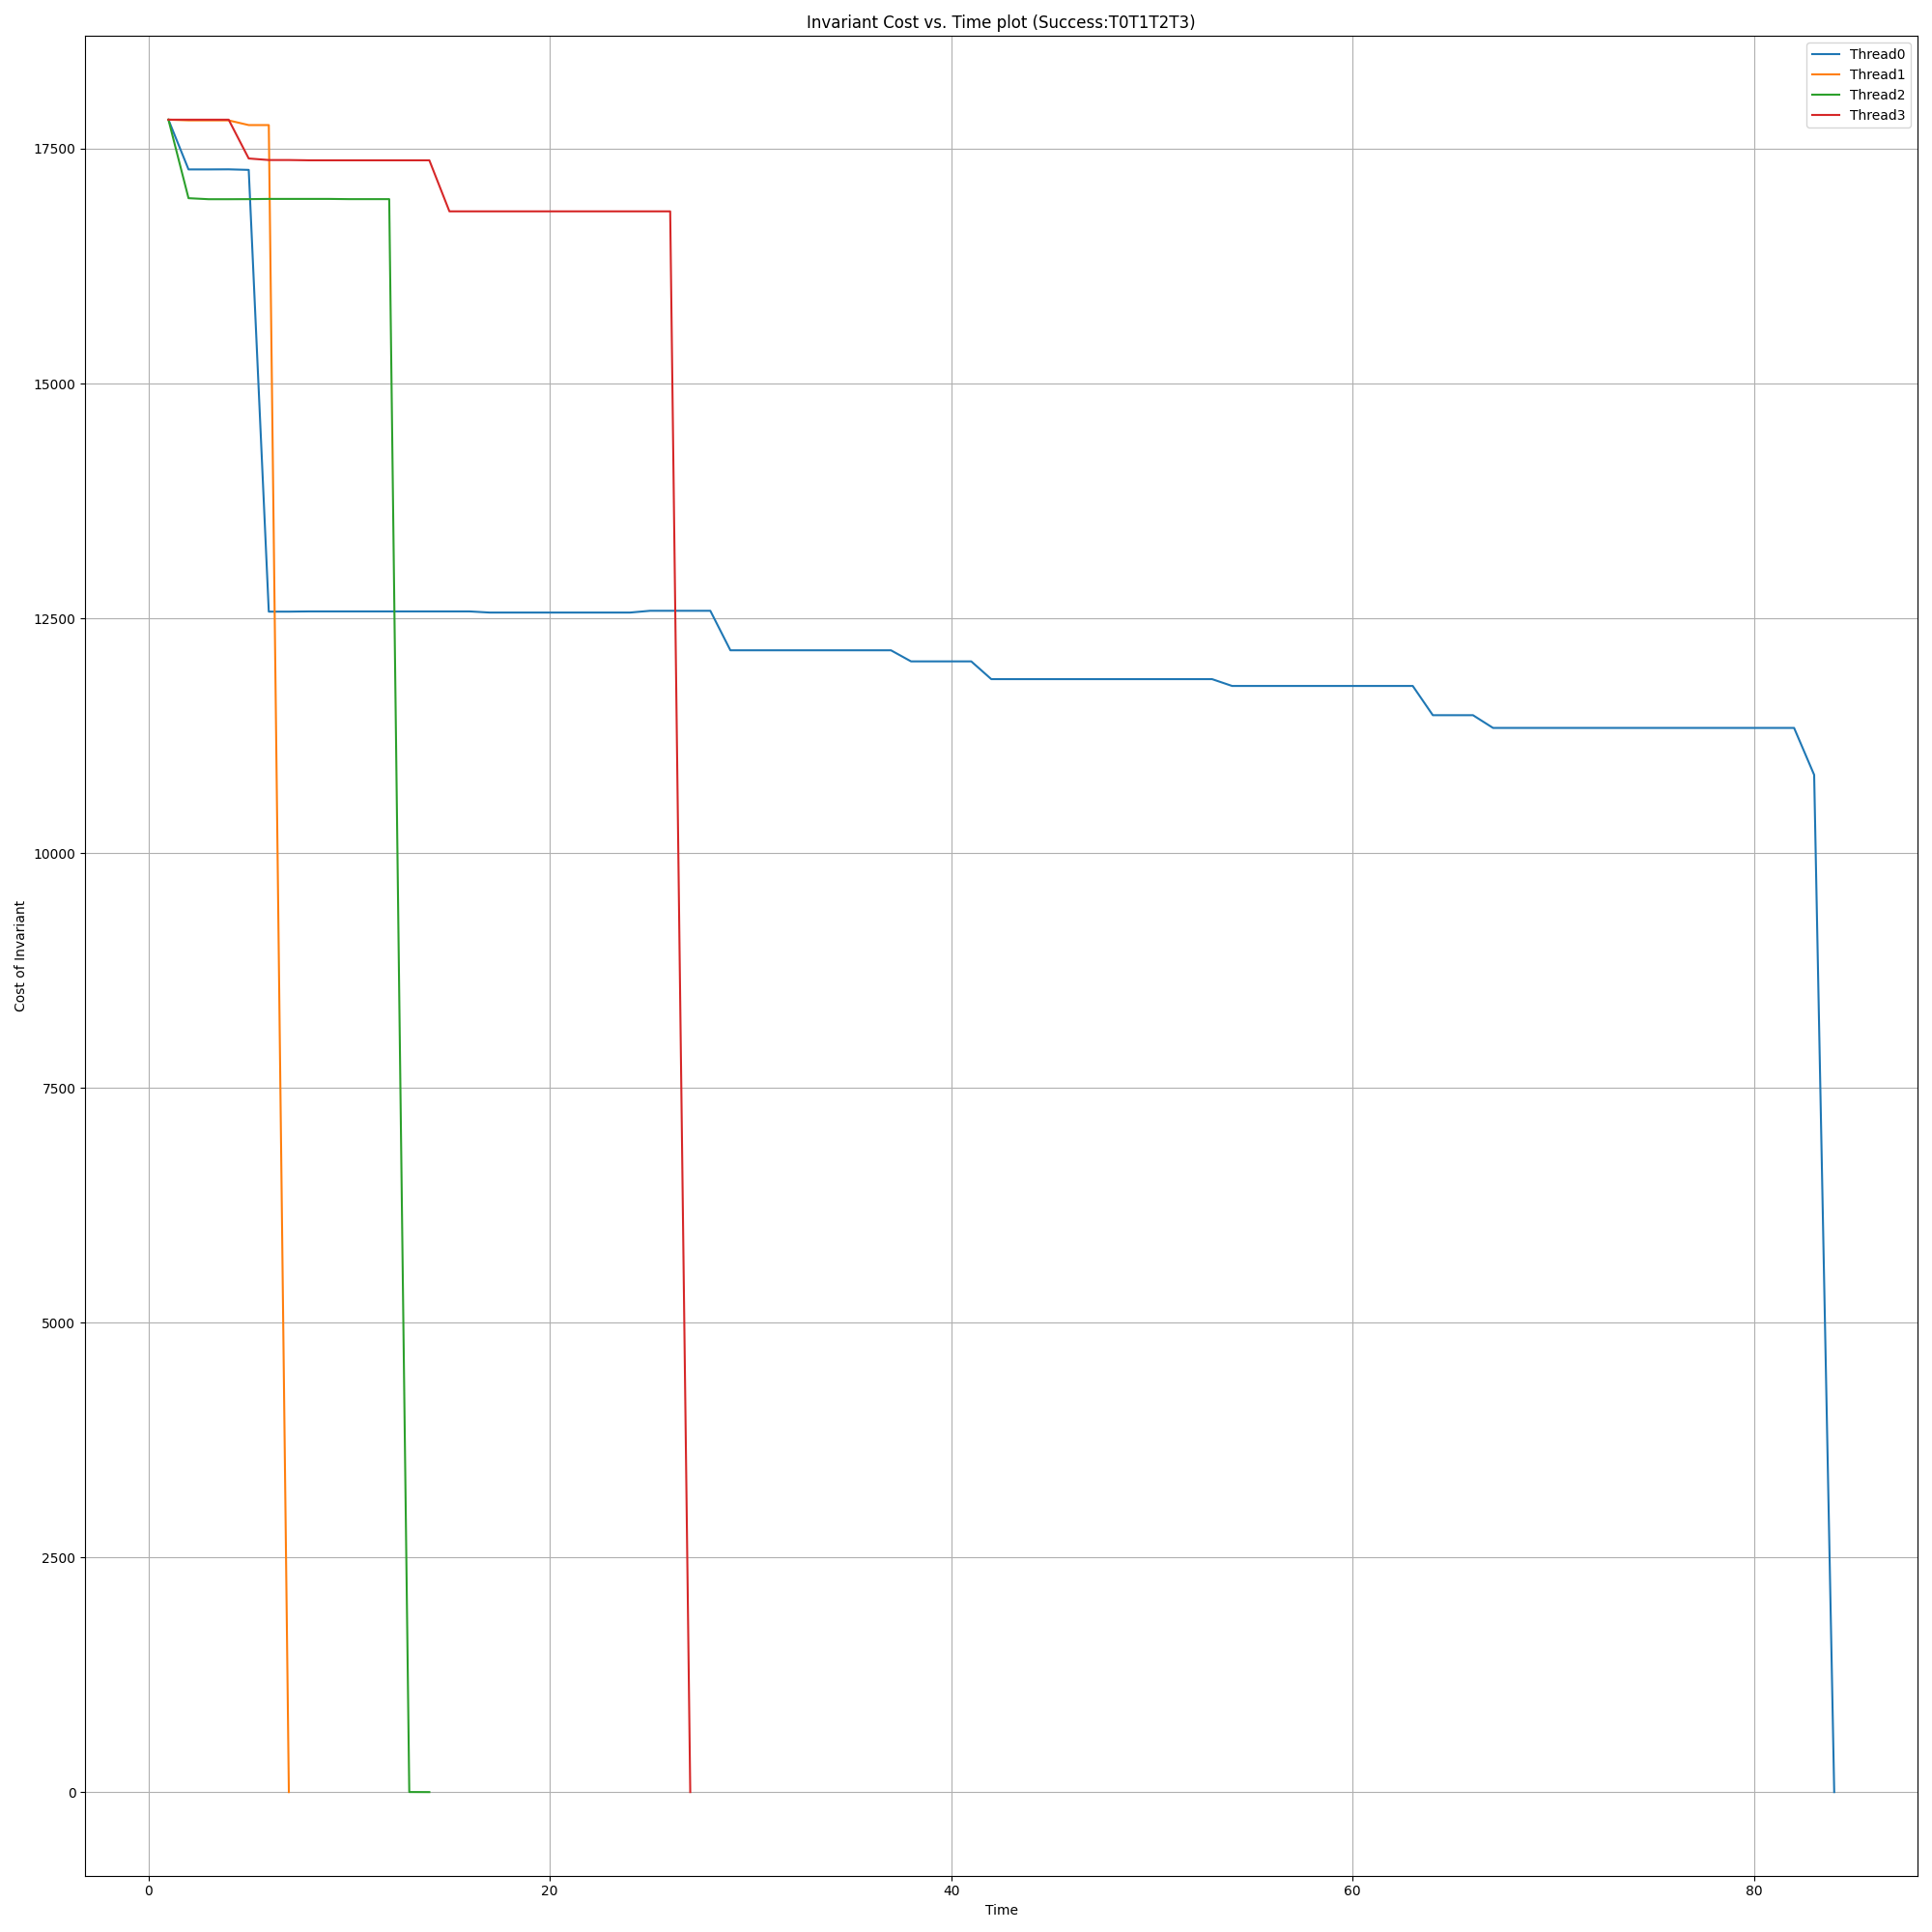 Invariant Cost vs. Time plot (Success:T0T1T2T3)
Thread0
Thread1
Thread2
Thread3
17500
15000
12500
10000
7500
5000
2500
0
Cost of Invariant
0 20 40 60 80
Time